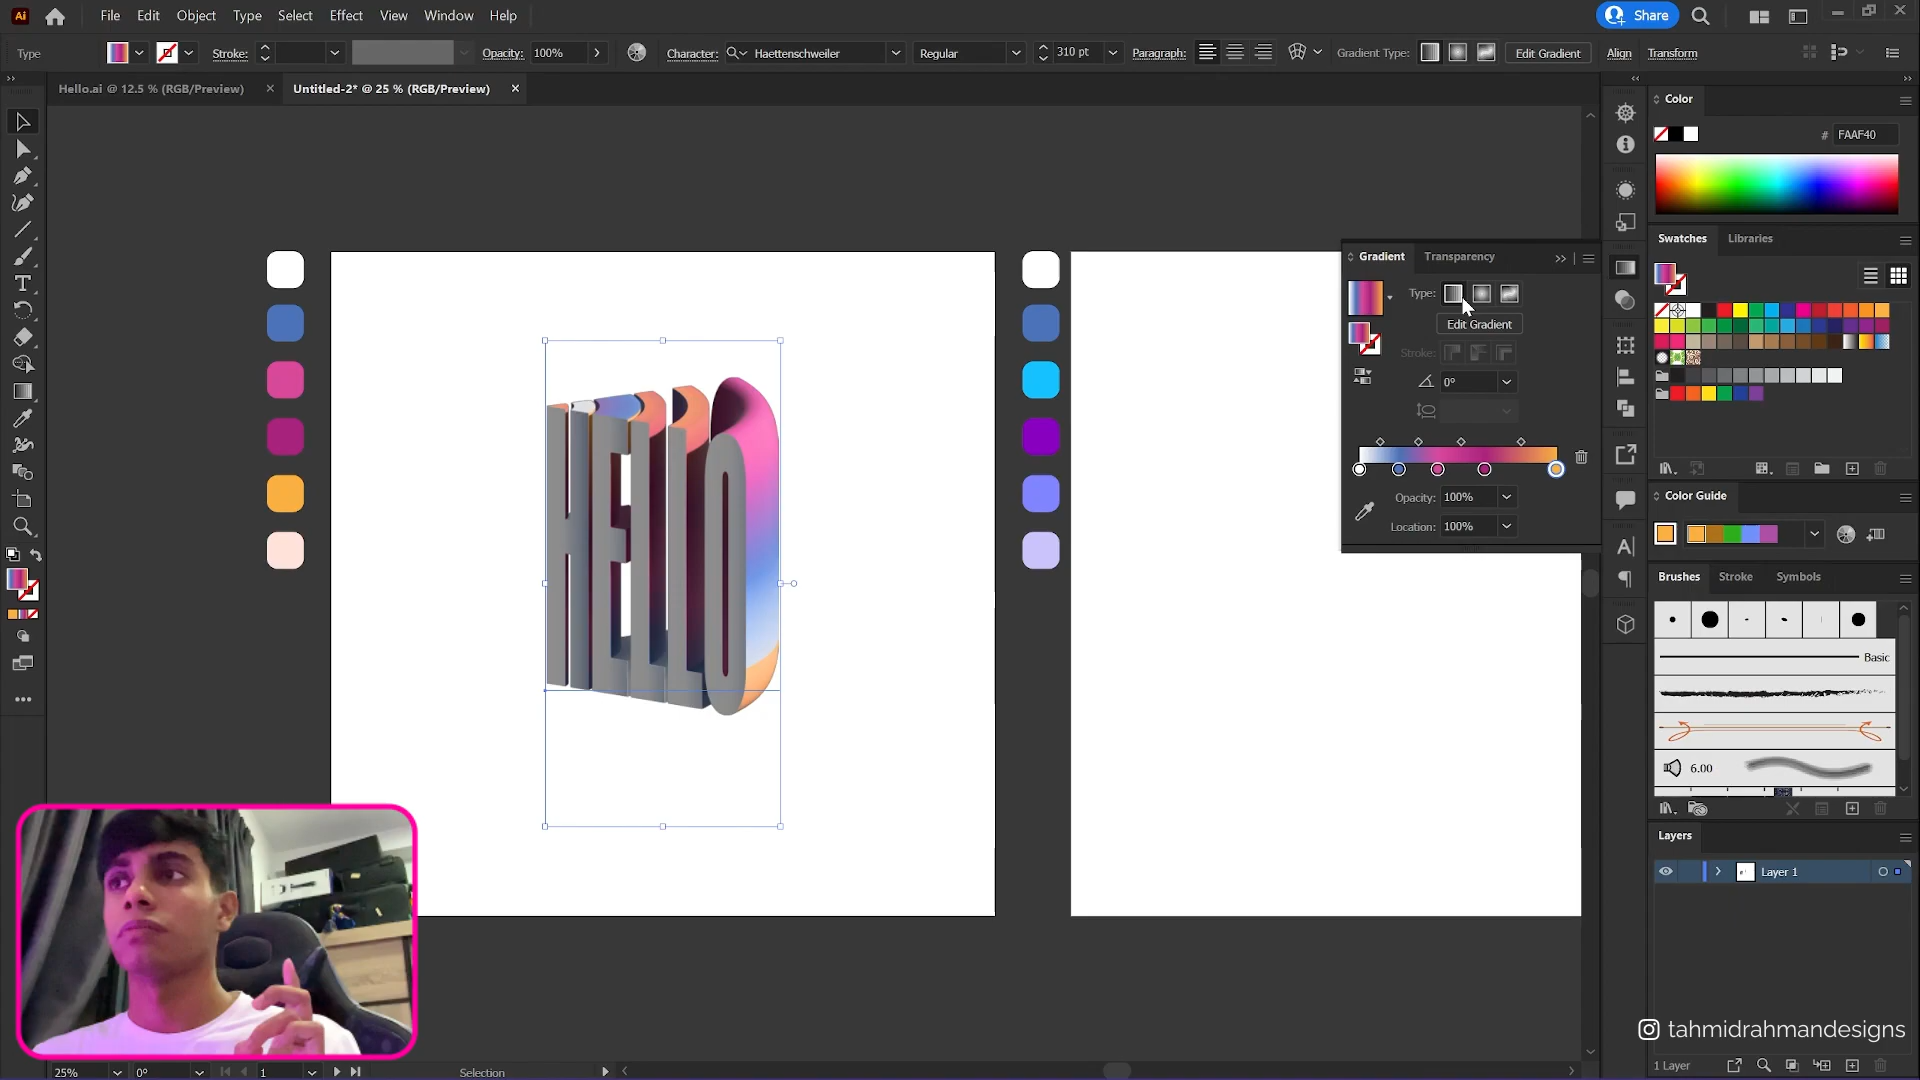 Ai File Edit Object Type Select Effect View Window Help Share
Type Stroke: Opacity: 100% Character: Haettenschweiler Regular 310 pt Paragraph: Gradient Type: Edit Gradient Align Transform
Hello.ai @ 12.5 % (RGB/Preview) Untitled-2* @ 25 % (RGB/Preview)
Color
# FAAF40
Swatches Libraries
Gradient Transparency
Type:
Edit Gradient
Stroke:
0°
Opacity: 100%
Location: 100%
HELLO
Color Guide
Brushes Stroke Symbols
Basic
6.00
Layers
Layer 1
tahmidrahmandesigns
1 Layer
25% 0° 1 Selection